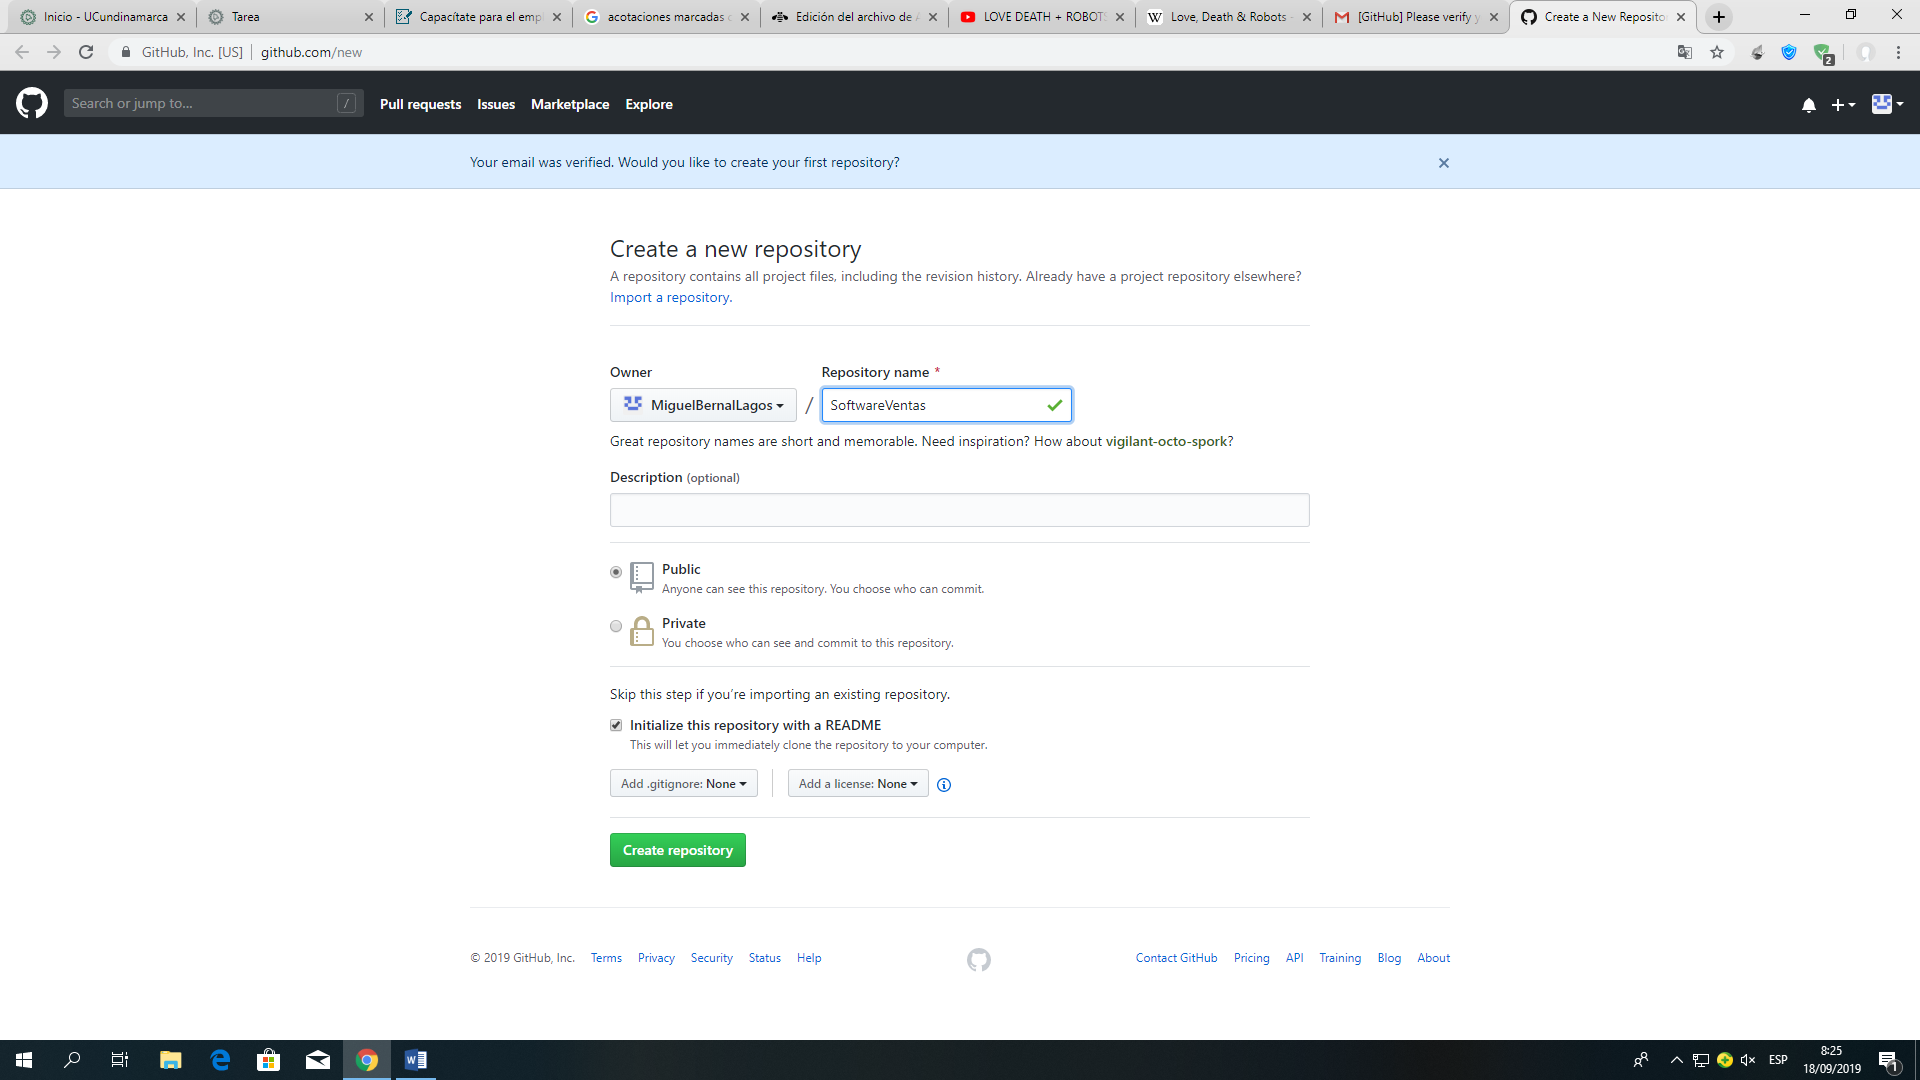 Inicio - UCundinamarca
Tarea
Capacítate para el empl
acotaciones marcadas c
Edición del archivo de A
LOVE DEATH + ROBOTS
Love, Death & Robots -
[GitHub] Please verify y
Create a New Repositor
GitHub, Inc. [US] | github.com/new
2
Search or jump to...
/
Pull requests
Issues
Marketplace
Explore
Your email was verified. Would you like to create your first repository?
Create a new repository
A repository contains all project files, including the revision history. Already have a project repository elsewhere?
Import a repository.
Owner
Repository name *
MiguelBernalLagos
/
SoftwareVentas
Great repository names are short and memorable. Need inspiration? How about vigilant-octo-spork?
Description (optional)
Public
Anyone can see this repository. You choose who can commit.
Private
You choose who can see and commit to this repository.
Skip this step if you’re importing an existing repository.
Initialize this repository with a README
This will let you immediately clone the repository to your computer.
Add .gitignore: None
Add a license: None
Create repository
© 2019 GitHub, Inc.
Terms
Privacy
Security
Status
Help
Contact GitHub
Pricing
API
Training
Blog
About
ESP
8:25
18/09/2019
1